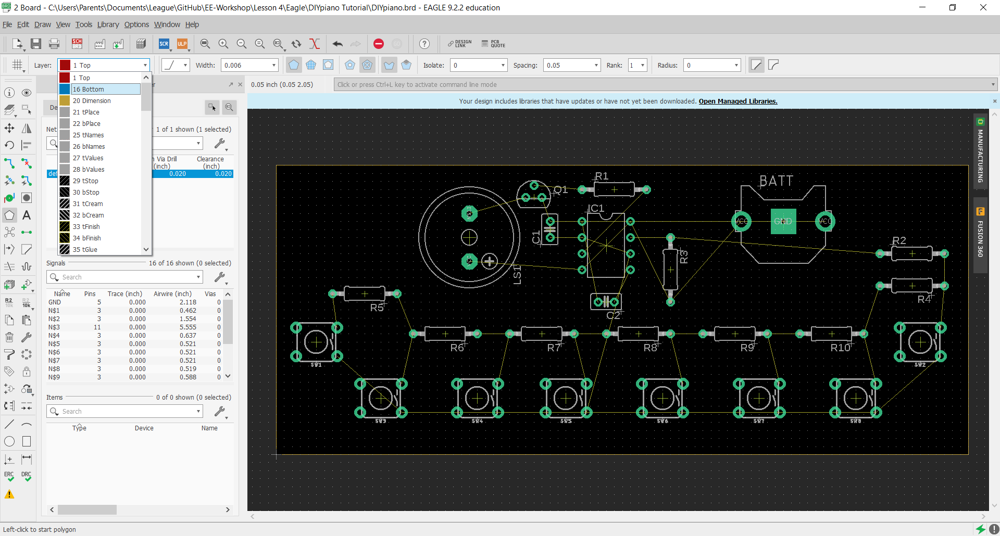 2 Board - C:\Users\Parents\Documents\League\GitHub\EE-Workshop\Lesson 4\Eagle\DIYpiano Tutorial\DIYpiano.brd - EAGLE 9.2.2 education
File Edit Draw View Tools Library Options Window Help
SCH BRD SCR ULP GO DESIGN LINK PCB QUOTE
Layer: 1 Top Width: 0.006 Isolate: 0 Spacing: 0.05 Rank: 1 Radius: 0
1 Top
16 Bottom
20 Dimension
21 tPlace
22 bPlace
25 tNames
26 bNames
27 tValues
28 bValues
29 tStop
30 bStop
31 tCream
32 bCream
33 tFinish
34 bFinish
35 tGlue
0.05 inch (0.05 2.05)
Click or press Ctrl+L key to activate command line mode
Your design includes libraries that have updates or have not yet been downloaded. Open Managed Libraries.
De
Net
1 of 1 shown (1 selected)
Via Drill (inch) Clearance (inch)
def 0.020 0.020
Signals 16 of 16 shown (0 selected)
Search
Name Pins Trace (inch) Airwire (inch) Vias
GND 5 0.000 2.118 0
N$1 3 0.000 0.462 0
N$2 3 0.000 1.554 0
N$3 11 0.000 5.555 0
N$4 3 0.000 0.637 0
N$5 3 0.000 0.521 0
N$6 3 0.000 0.521 0
N$7 3 0.000 0.521 0
N$8 3 0.000 0.519 0
N$9 3 0.000 0.588 0
Items 0 of 0 shown (0 selected)
Search
Type Device Name
R2 10k
R2 10k
ERC DRC
MANUFACTURING
FUSION 360
R1
Q1
BATT
IC1
VCC GND VCC
C1
R2
R3
LS1
R4
R5
C2
R6 R7 R8 R9 R10
SW1 SW2
SW3 SW4 SW5 SW6 SW7 SW8
Left-click to start polygon